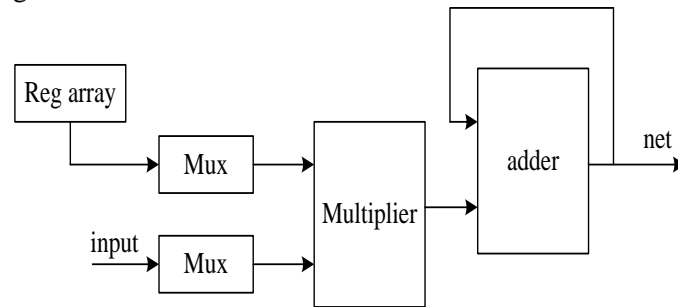 Reg array
Mux
input
Mux
Multiplier
adder
net